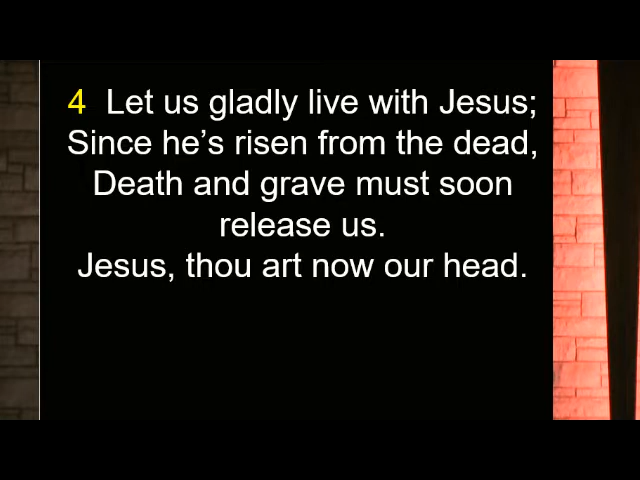 4 Let us gladly live with Jesus;
Since he’s risen from the dead,
Death and grave must soon
release us.
Jesus, thou art now our head.